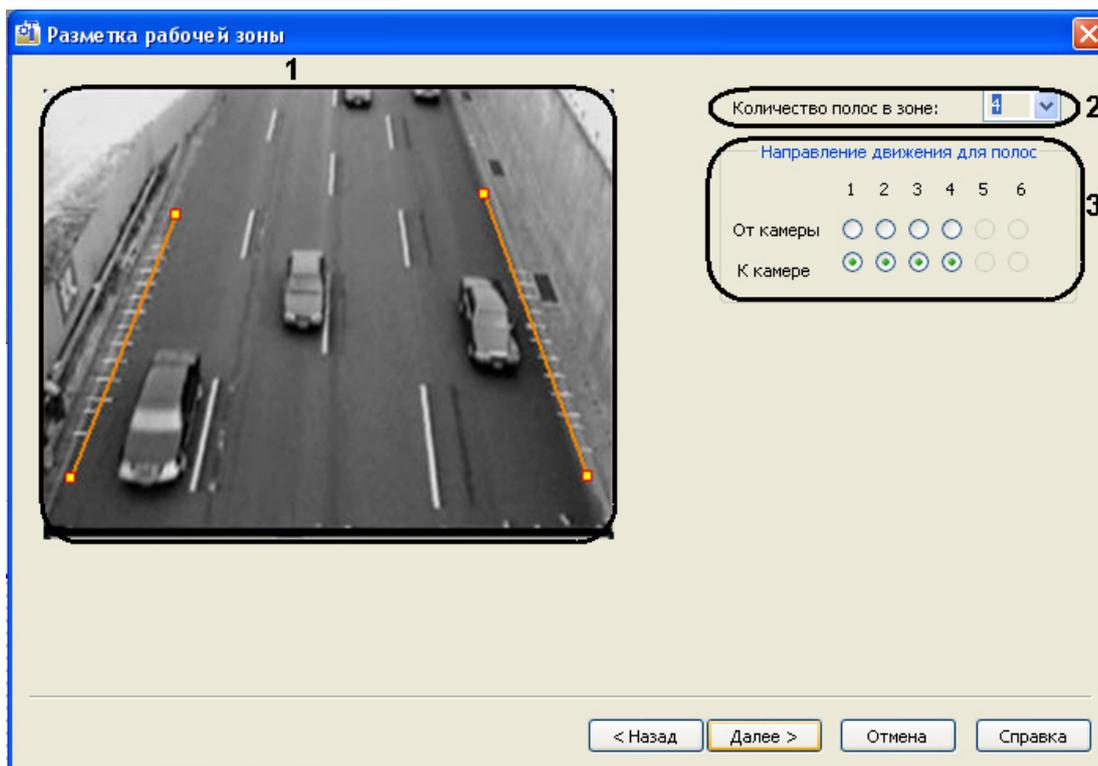 Разметка рабочей зоны
1
Количество полос в зоне: 4
2
Направление движения для полос
1 2 3 4 5 6
3
От камеры
К камере
< Назад Далее > Отмена Справка